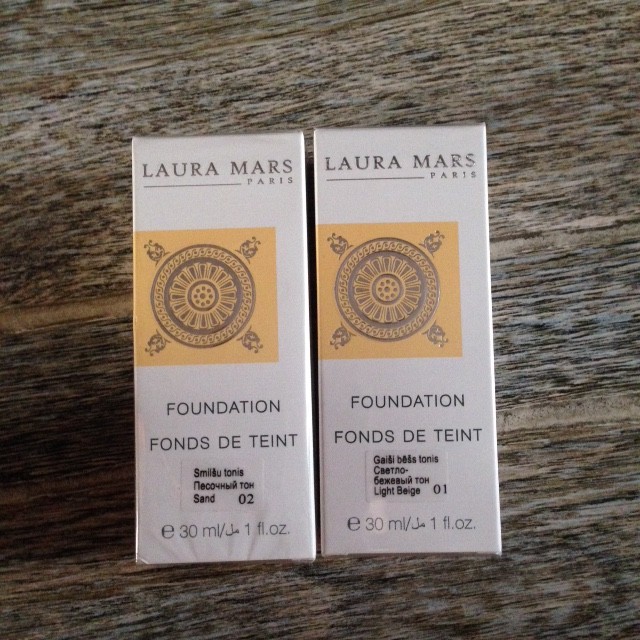 LAURA MARS
PARIS
FOUNDATION
FONDS DE TEINT
Smilšu tonis
Песочный тон
Sand 02
e 30 ml/مل 1 fl.oz.
LAURA MARS
PARIS
FOUNDATION
FONDS DE TEINT
Gaiši bēšs tonis
Светло-
бежевый тон
Light Beige 01
e 30 ml/مل 1 fl.oz.